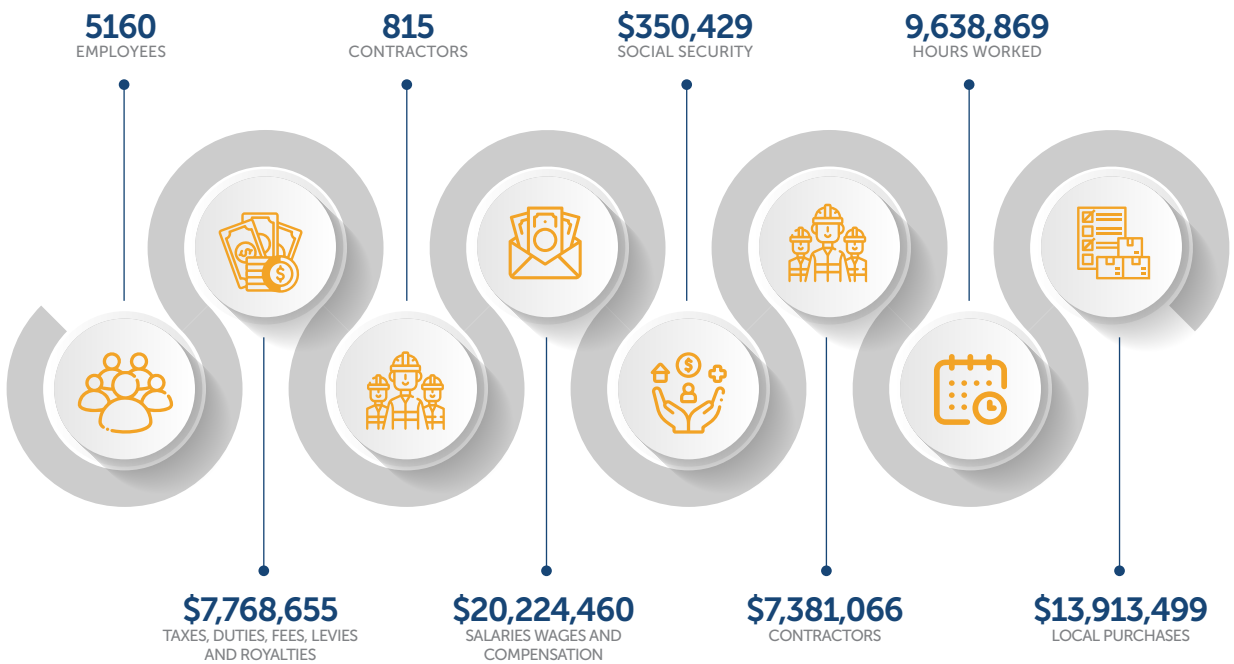 5160
EMPLOYEES
815
CONTRACTORS
$350,429
SOCIAL SECURITY
9,638,869
HOURS WORKED
$7,768,655
TAXES, DUTIES, FEES, LEVIES
AND ROYALTIES
$20,224,460
SALARIES WAGES AND
COMPENSATION
$7,381,066
CONTRACTORS
$13,913,499
LOCAL PURCHASES